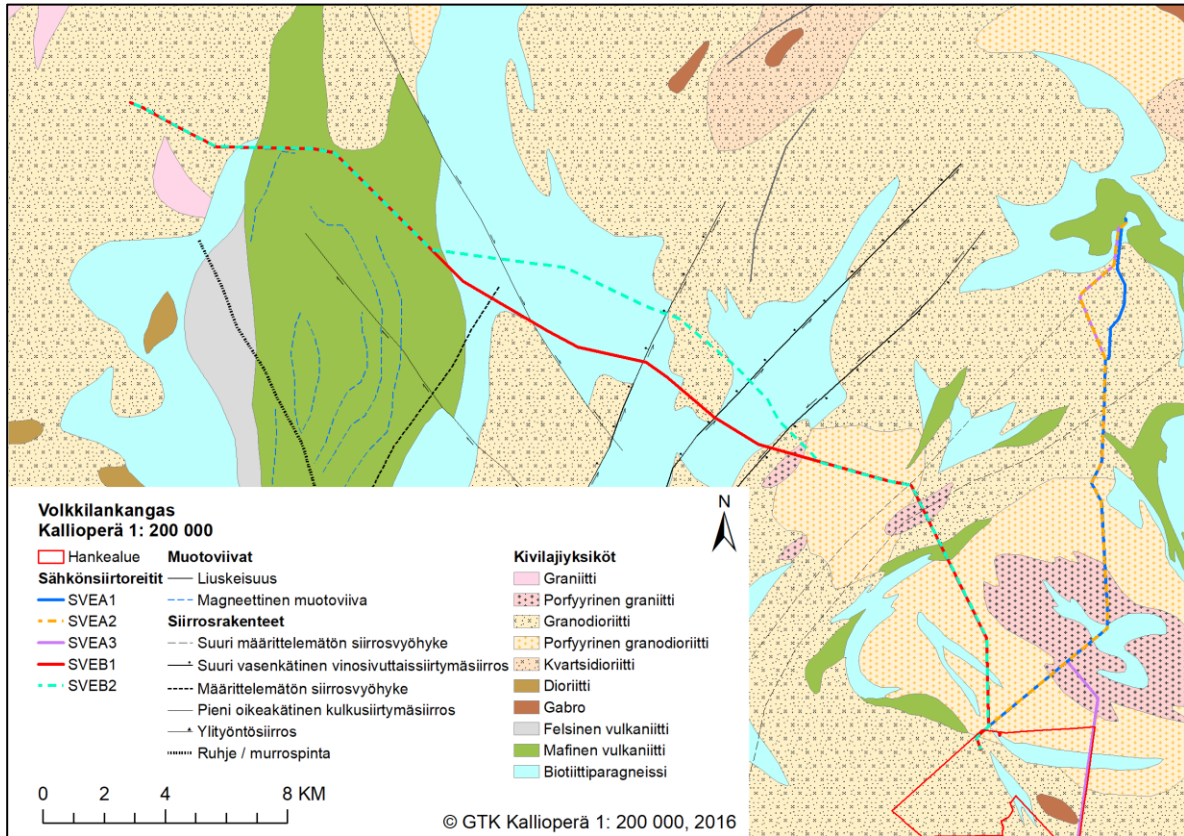 Volkkilankangas
Kallioperä 1: 200 000
Hankealue
Sähkönsiirtoreitit
SVEA1
SVEA2
SVEA3
SVEB1
SVEB2
Muotoviivat
Liuskeisuus
Magneettinen muotoviiva
Siirrosrakenteet
Suuri määrittelemätön siirrosvyöhyke
Suuri vasenkätinen vinosivuttaissiirtymäsiirros
Määrittelemätön siirrosvyöhyke
Pieni oikeakätinen kulkusiirtymäsiirros
Ylityöntösiirros
Ruhje / murrospinta
N
Kivilajiyksiköt
Graniitti
Porfyyrinen graniitti
Granodioriitti
Porfyyrinen granodioriitti
Kvartsidioriitti
Dioriitti
Gabro
Felsinen vulkaniitti
Mafinen vulkaniitti
Biotiittiparagneissi
0 2 4 8 KM
© GTK Kallioperä 1: 200 000, 2016